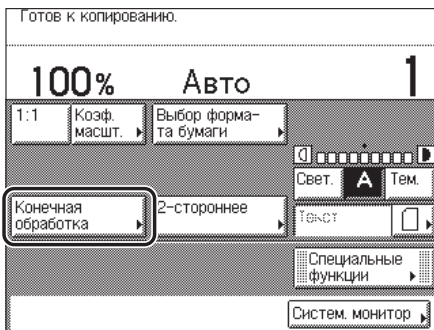 Готов к копированию.
100% Авто 1
1:1 Коэф. масшт. Выбор форма-
та бумаги
Свет. A Тем.
Конечная
обработка
2-стороннее
Текст
Специальные
функции
Систем. монитор